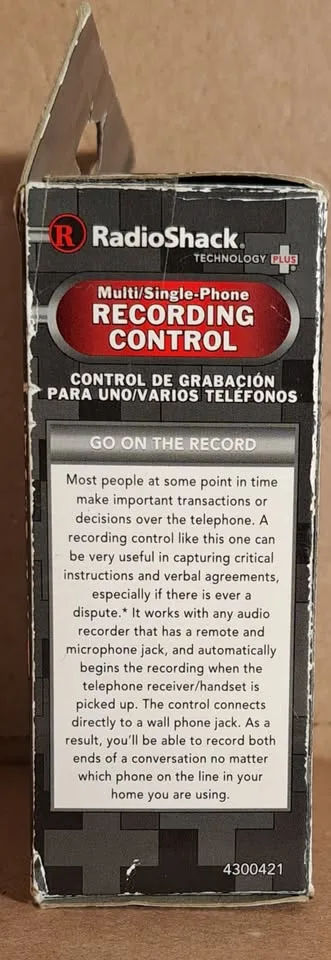 R RadioShack®
TECHNOLOGY PLUS
Multi/Single-Phone
RECORDING
CONTROL
CONTROL DE GRABACIÓN
PARA UNO/VARIOS TELÉFONOS
GO ON THE RECORD
Most people at some point in time
make important transactions or
decisions over the telephone. A
recording control like this one can
be very useful in capturing critical
instructions and verbal agreements,
especially if there is ever a
dispute.* It works with any audio
recorder that has a remote and
microphone jack, and automatically
begins the recording when the
telephone receiver/handset is
picked up. The control connects
directly to a wall phone jack. As a
result, you'll be able to record both
ends of a conversation no matter
which phone on the line in your
home you are using.
4300421